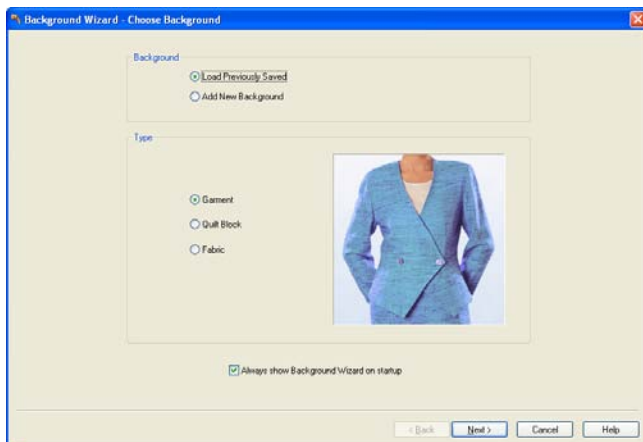 Background Wizard - Choose Background
Background
Load Previously Saved
Add New Background
Type
Garment
Quilt Block
Fabric
Always show Background Wizard on startup
< Back Next > Cancel Help